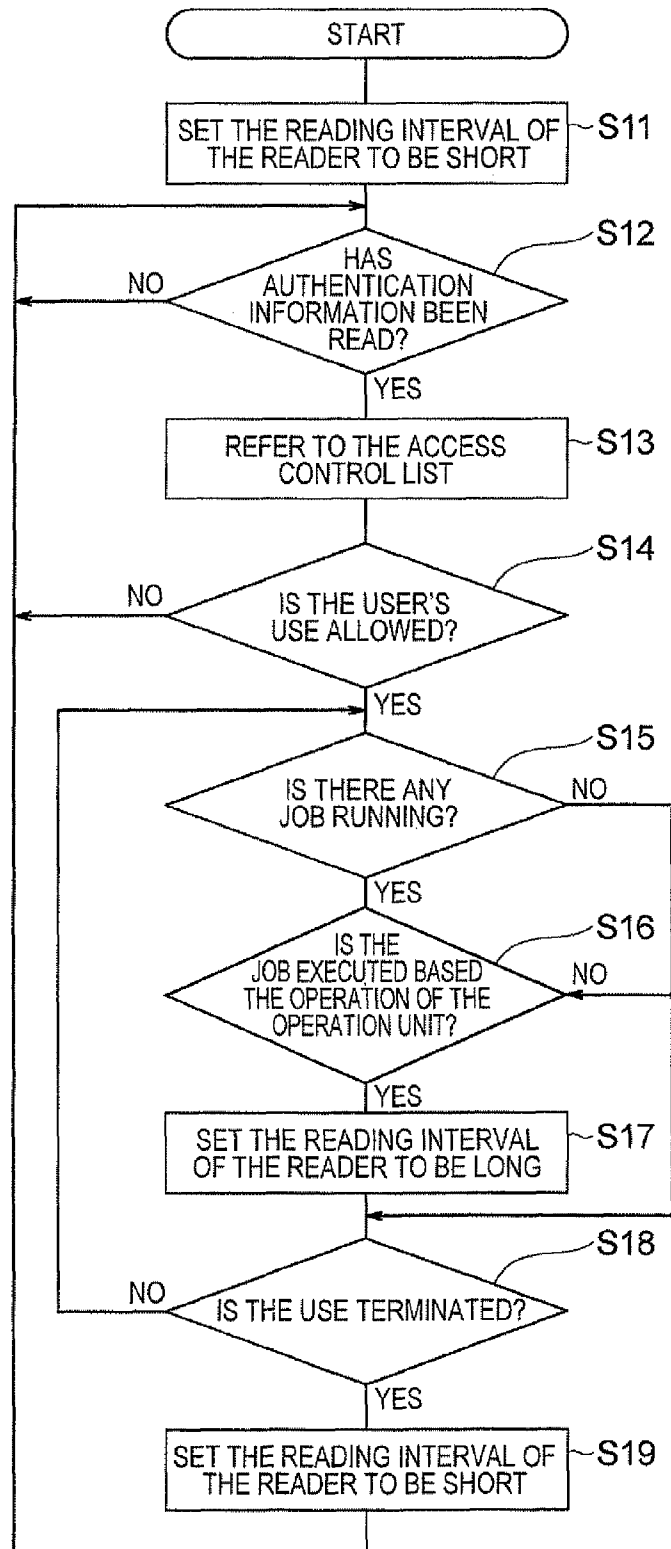 START
SET THE READING INTERVAL OF
THE READER TO BE SHORT
S11
S12
HAS
AUTHENTICATION
INFORMATION BEEN
READ?
NO
YES
REFER TO THE ACCESS
CONTROL LIST
S13
S14
NO
IS THE USER'S
USE ALLOWED?
YES
S15
IS THERE ANY
JOB RUNNING?
NO
YES
S16
IS THE
JOB EXECUTED BASED
THE OPERATION OF THE
OPERATION UNIT?
NO
YES
SET THE READING INTERVAL
OF THE READER TO BE LONG
S17
S18
NO
IS THE USE TERMINATED?
YES
SET THE READING INTERVAL OF
THE READER TO BE SHORT
S19